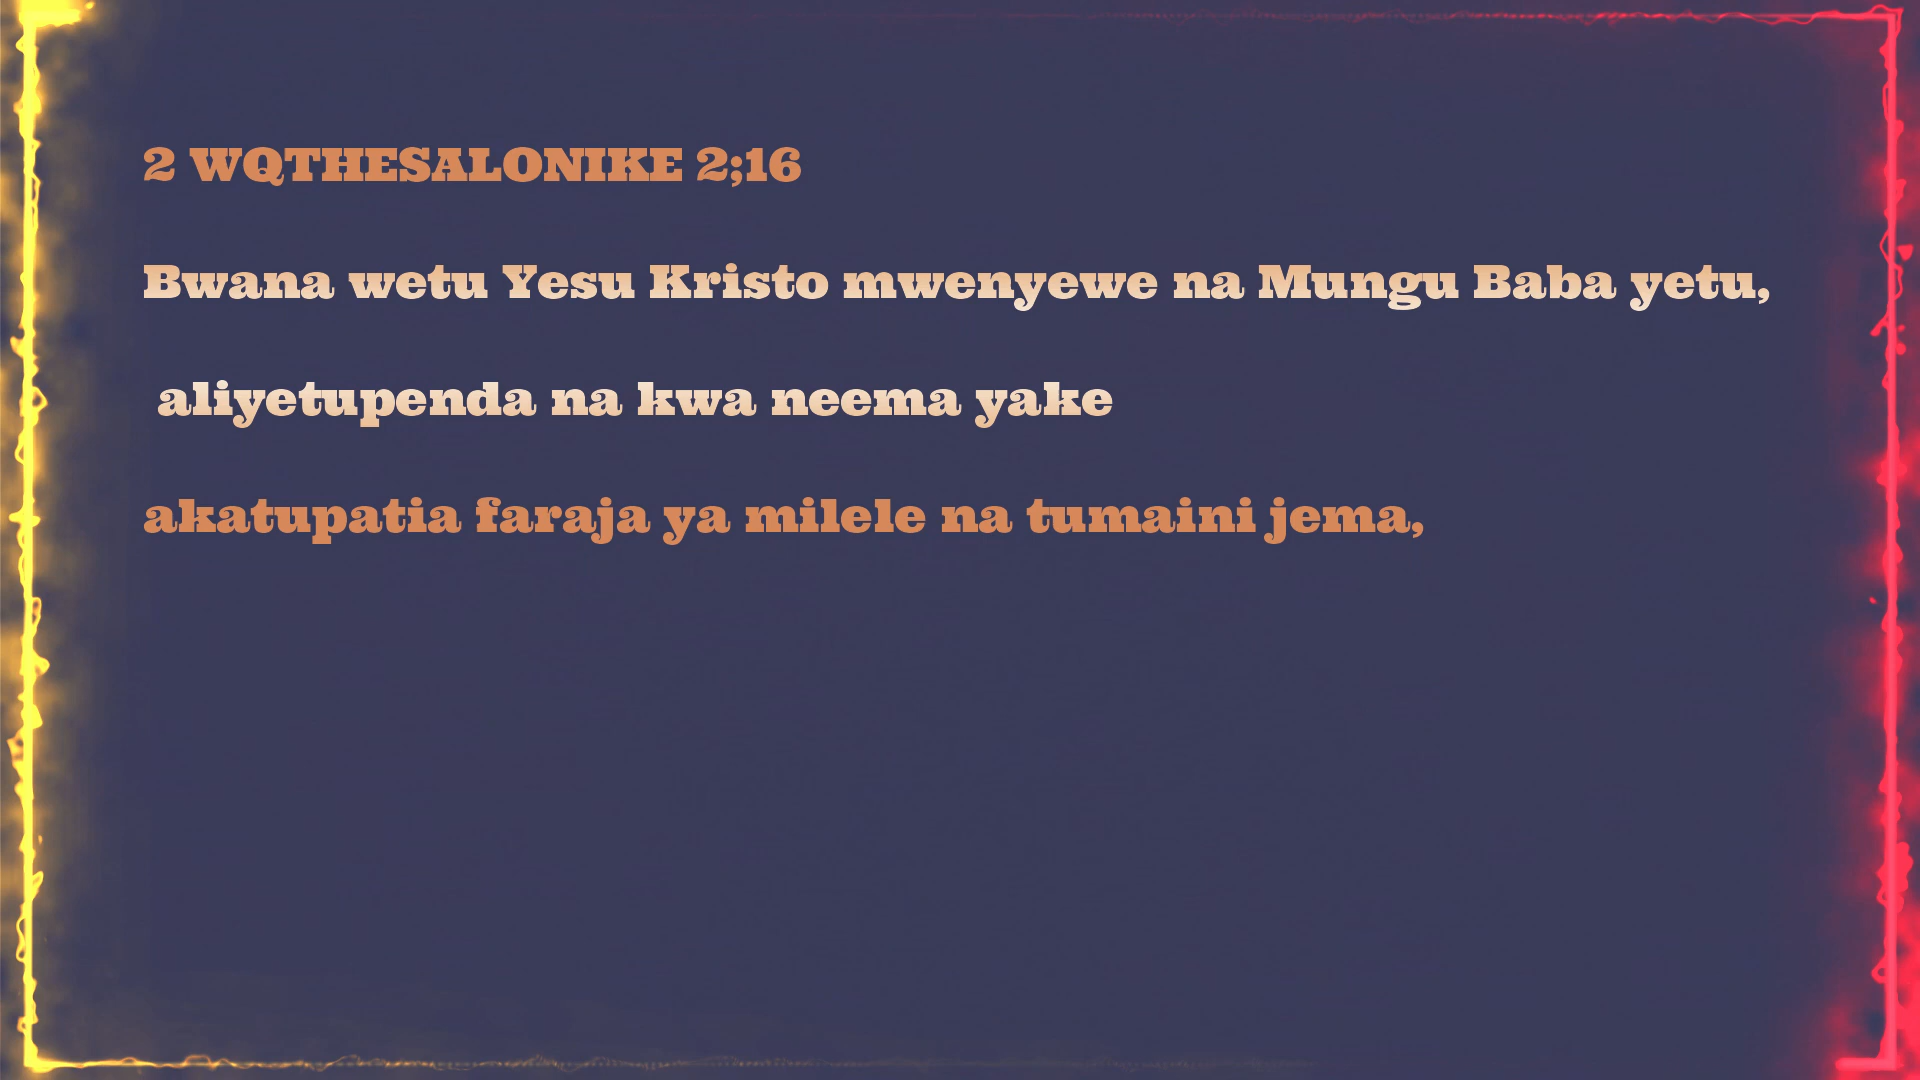 2 WQTHESALONIKE 2;16
Bwana wetu Yesu Kristo mwenyewe na Mungu Baba yetu,
aliyetupenda na kwa neema yake
akatupatia faraja ya milele na tumaini jema,